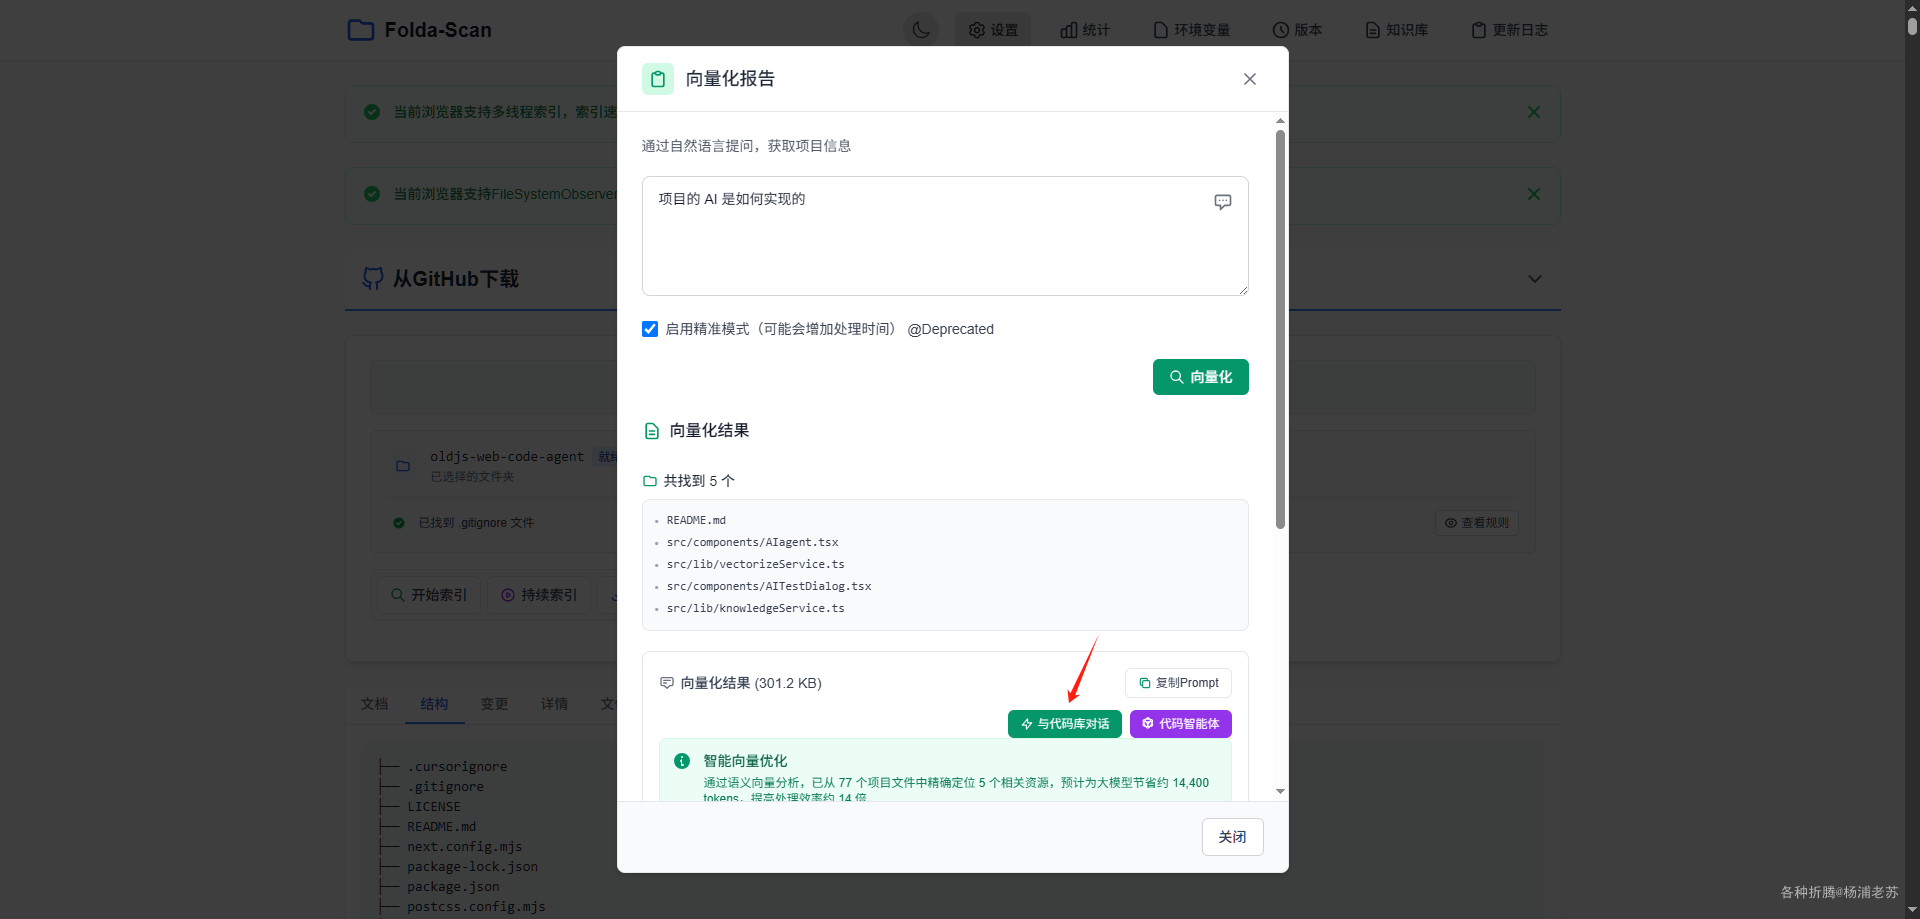 Folda-Scan
设置
统计
环境变量
版本
知识库
更新日志
当前浏览器支持多线程索引，索引速
当前浏览器支持FileSystemObserver
从GitHub下载
oldjs-web-code-agent
已选择的文件夹
已找到 .gitignore 文件
查看规则
开始索引
持续索引
文档
结构
变更
详情
├── .cursorignore
├── .gitignore
├── LICENSE
├── README.md
├── next.config.mjs
├── package-lock.json
├── package.json
├── postcss.config.mjs
向量化报告
通过自然语言提问，获取项目信息
项目的 AI 是如何实现的
启用精准模式（可能会增加处理时间） @Deprecated
向量化
向量化结果
共找到 5 个
• README.md
• src/components/AIagent.tsx
• src/lib/vectorizeService.ts
• src/components/AITestDialog.tsx
• src/lib/knowledgeService.ts
向量化结果 (301.2 KB)
复制Prompt
与代码库对话
代码智能体
智能向量优化
通过语义向量分析，已从 77 个项目文件中精确定位 5 个相关资源，预计为大模型节省约 14,400
tokens，提高处理效率约 14 倍
关闭
各种折腾@杨浦老苏